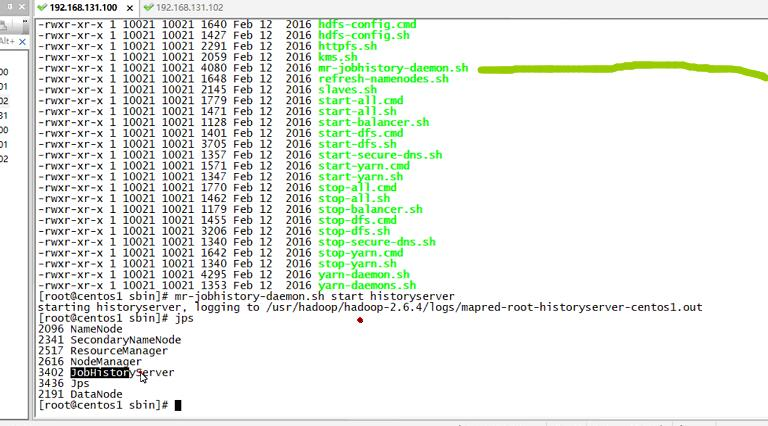 192.168.131.100 192.168.131.102
-rwxr-xr-x 1 10021 10021 1640 Feb 12  2016 hdfs-config.cmd
-rwxr-xr-x 1 10021 10021 1427 Feb 12  2016 hdfs-config.sh
-rwxr-xr-x 1 10021 10021 2291 Feb 12  2016 httpfs.sh
-rwxr-xr-x 1 10021 10021 2059 Feb 12  2016 kms.sh
-rwxr-xr-x 1 10021 10021 4080 Feb 12  2016 mr-jobhistory-daemon.sh
-rwxr-xr-x 1 10021 10021 1648 Feb 12  2016 refresh-namenodes.sh
-rwxr-xr-x 1 10021 10021 2145 Feb 12  2016 slaves.sh
-rwxr-xr-x 1 10021 10021 1779 Feb 12  2016 start-all.cmd
-rwxr-xr-x 1 10021 10021 1471 Feb 12  2016 start-all.sh
-rwxr-xr-x 1 10021 10021 1128 Feb 12  2016 start-balancer.sh
-rwxr-xr-x 1 10021 10021 1401 Feb 12  2016 start-dfs.cmd
-rwxr-xr-x 1 10021 10021 3705 Feb 12  2016 start-dfs.sh
-rwxr-xr-x 1 10021 10021 1357 Feb 12  2016 start-secure-dns.sh
-rwxr-xr-x 1 10021 10021 1571 Feb 12  2016 start-yarn.cmd
-rwxr-xr-x 1 10021 10021 1347 Feb 12  2016 start-yarn.sh
-rwxr-xr-x 1 10021 10021 1770 Feb 12  2016 stop-all.cmd
-rwxr-xr-x 1 10021 10021 1462 Feb 12  2016 stop-all.sh
-rwxr-xr-x 1 10021 10021 1179 Feb 12  2016 stop-balancer.sh
-rwxr-xr-x 1 10021 10021 1455 Feb 12  2016 stop-dfs.cmd
-rwxr-xr-x 1 10021 10021 3206 Feb 12  2016 stop-dfs.sh
-rwxr-xr-x 1 10021 10021 1340 Feb 12  2016 stop-secure-dns.sh
-rwxr-xr-x 1 10021 10021 1642 Feb 12  2016 stop-yarn.cmd
-rwxr-xr-x 1 10021 10021 1340 Feb 12  2016 stop-yarn.sh
-rwxr-xr-x 1 10021 10021 4295 Feb 12  2016 yarn-daemon.sh
-rwxr-xr-x 1 10021 10021 1353 Feb 12  2016 yarn-daemons.sh
[root@centos1 sbin]# mr-jobhistory-daemon.sh start historyserver
starting historyserver, logging to /usr/hadoop/hadoop-2.6.4/logs/mapred-root-historyserver-centos1.out
[root@centos1 sbin]# jps
2096 NameNode
2341 SecondaryNameNode
2517 ResourceManager
2616 NodeManager
3402 JobHistoryServer
3436 Jps
2191 DataNode
[root@centos1 sbin]#